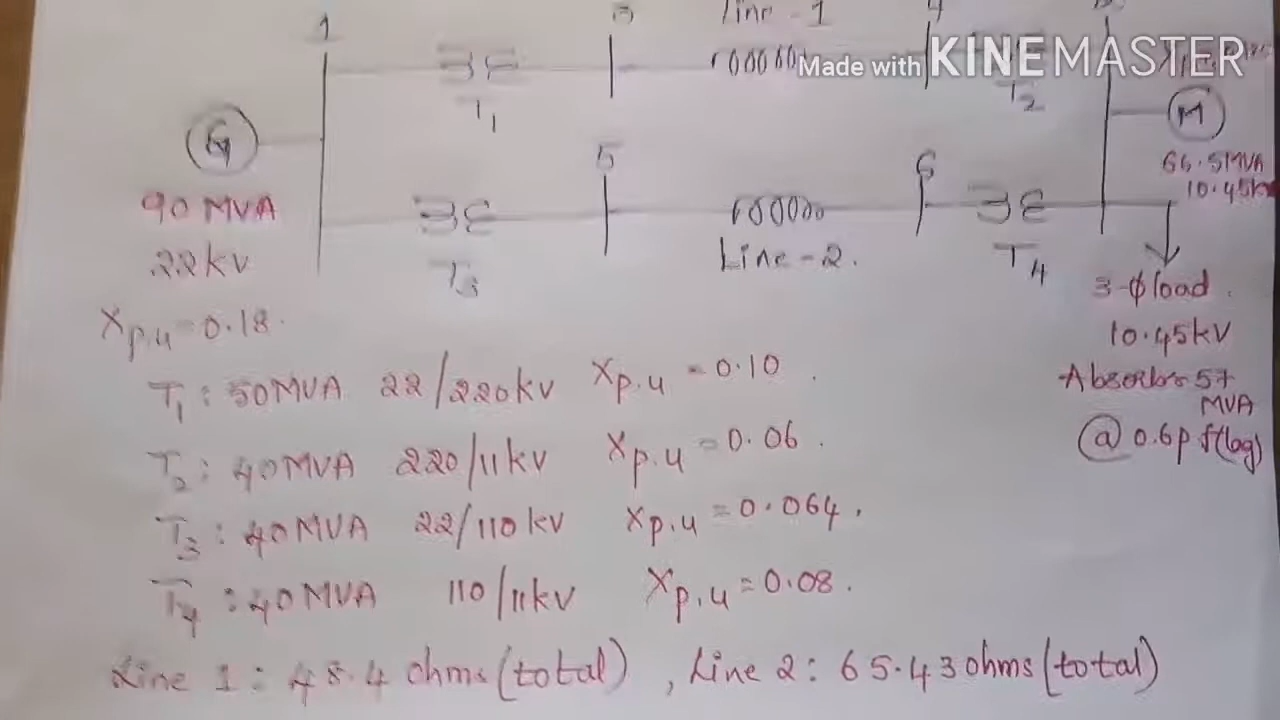 Line - 1
1
Made with KINEMASTER
T1
T2
G
M
5
6
66.5MVA
10.45kv
90 MVA
22kv
T3
Line - 2.
T4
Xp.u = 0.18.
3-ϕ load.
10.45kV
Absorbs 57
MVA
@ 0.6p.f(lag)
T1 : 50MVA 22/220kv Xp.u = 0.10.
T2 : 40MVA 220/11kv Xp.u = 0.06.
T3 : 40MVA 22/110kv Xp.u = 0.064.
T4 : 40MVA 110/11kv Xp.u = 0.08.
Line 1 : 48.4 ohms (total), Line 2 : 65.43 ohms (total)